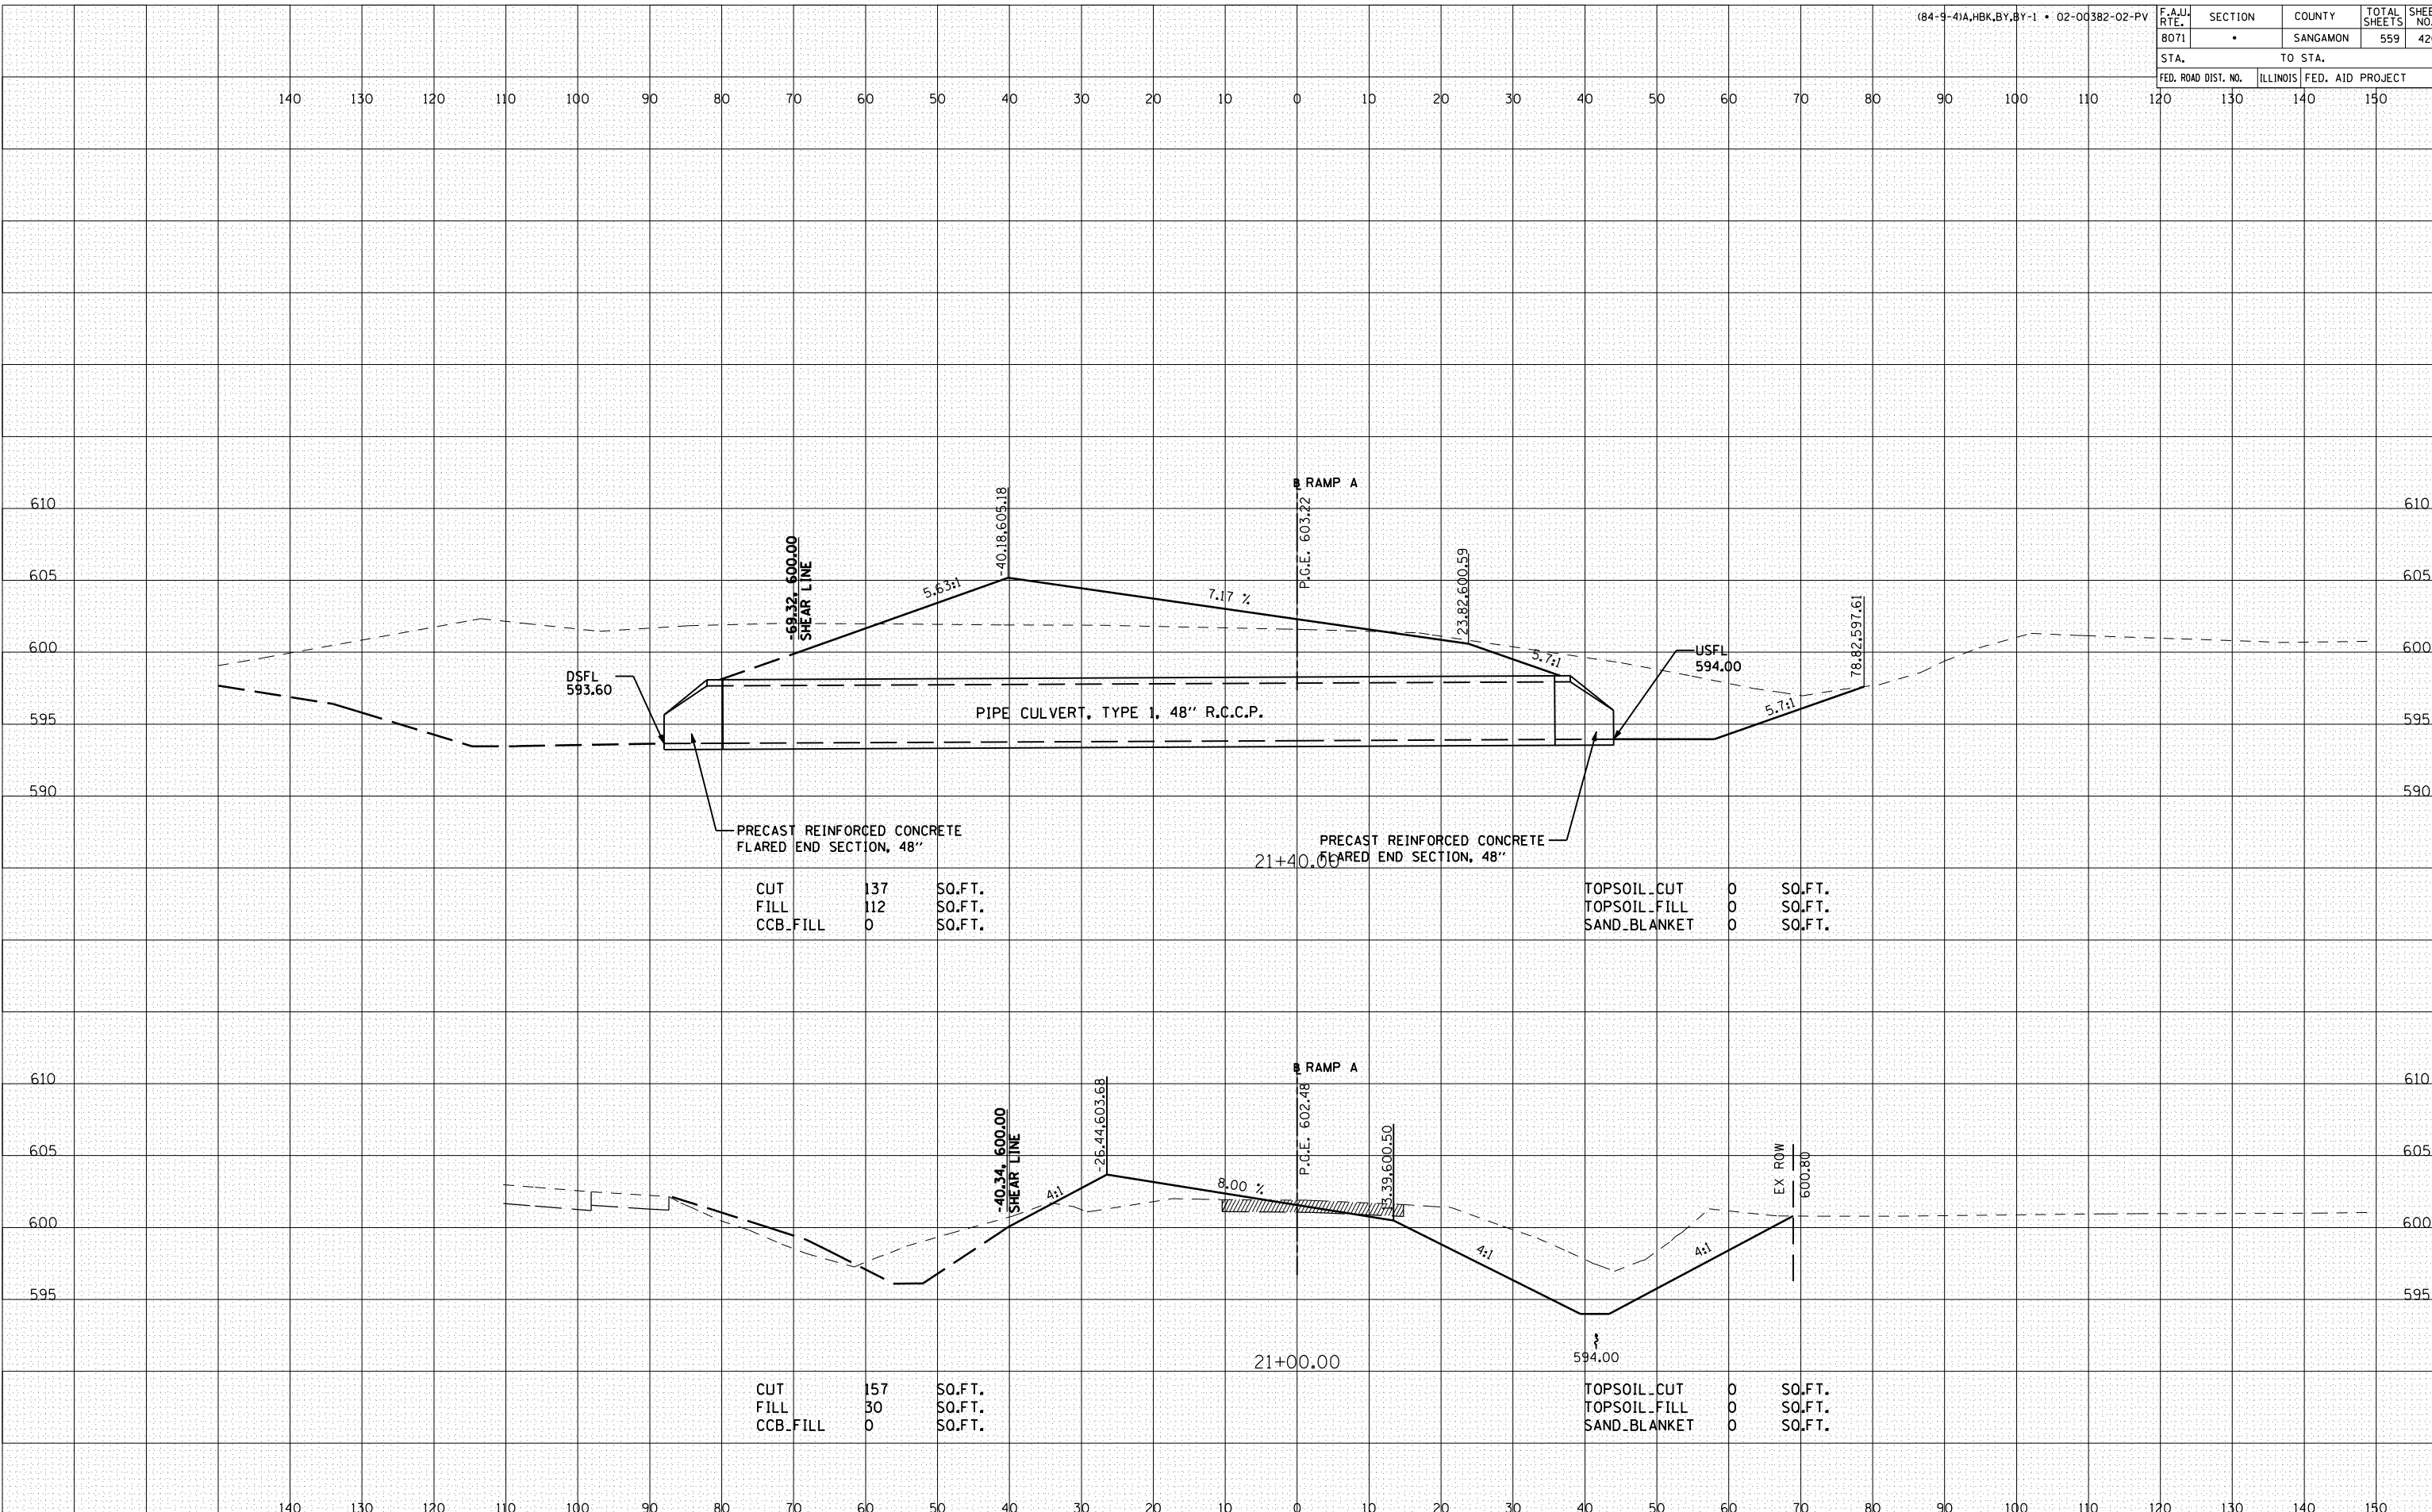 (84-9-4)A,HBK,BY,BY-1 • 02-00382-02-PV
F.A.U. RTE. SECTION COUNTY TOTAL SHEETS
8071 • SANGAMON 559
STA. TO STA.
FED. ROAD DIST. NO. ILLINOIS FED. AID PROJECT
140 130 120 110 100 90 80 70 60 50 40 30 20 10 0 10 20 30 40 50 60 70 80 90 100 110 120 130 140 150
610 610
605 605
600 600
595 595
590 590
B RAMP A
P.G.E. 603.22
-69.32, 600.00
SHEAR LINE
-40.18,605.18
23.82,600.59
78.82,597.61
5.63:1
7.17 %
5.7:1
5.7:1
DSFL
593.60
USFL
594.00
PIPE CULVERT, TYPE 1, 48" R.C.C.P.
PRECAST REINFORCED CONCRETE
FLARED END SECTION, 48"
PRECAST REINFORCED CONCRETE
FLARED END SECTION, 48"
21+40.00
CUT 137 SQ.FT.
FILL 112 SQ.FT.
CCB_FILL 0 SQ.FT.
TOPSOIL_CUT 0 SQ.FT.
TOPSOIL_FILL 0 SQ.FT.
SAND_BLANKET 0 SQ.FT.
610 610
605 605
600 600
595 595
B RAMP A
P.G.E. 602.48
-40.34, 600.00
SHEAR LINE
-26.44,603.68
13.39,600.50
EX ROW
600.80
4:1
8.00 %
4:1
4:1
594.00
21+00.00
CUT 157 SQ.FT.
FILL 30 SQ.FT.
CCB_FILL 0 SQ.FT.
TOPSOIL_CUT 0 SQ.FT.
TOPSOIL_FILL 0 SQ.FT.
SAND_BLANKET 0 SQ.FT.
140 130 120 110 100 90 80 70 60 50 40 30 20 10 0 10 20 30 40 50 60 70 80 90 100 110 120 130 140 150